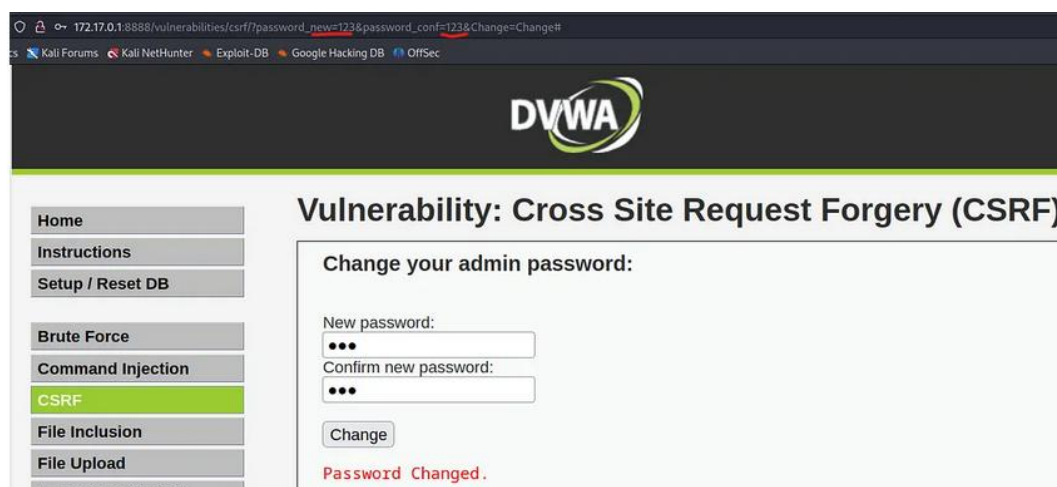 172.17.0.1:8888/vulnerabilities/csrf/?password_new=123&password_conf=123&Change=Change#
Kali Forums Kali NetHunter Exploit-DB Google Hacking DB OffSec
DVWA
Vulnerability: Cross Site Request Forgery (CSRF)
Home
Instructions
Setup / Reset DB
Brute Force
Command Injection
CSRF
File Inclusion
File Upload
Change your admin password:
New password:
Confirm new password:
Change
Password Changed.